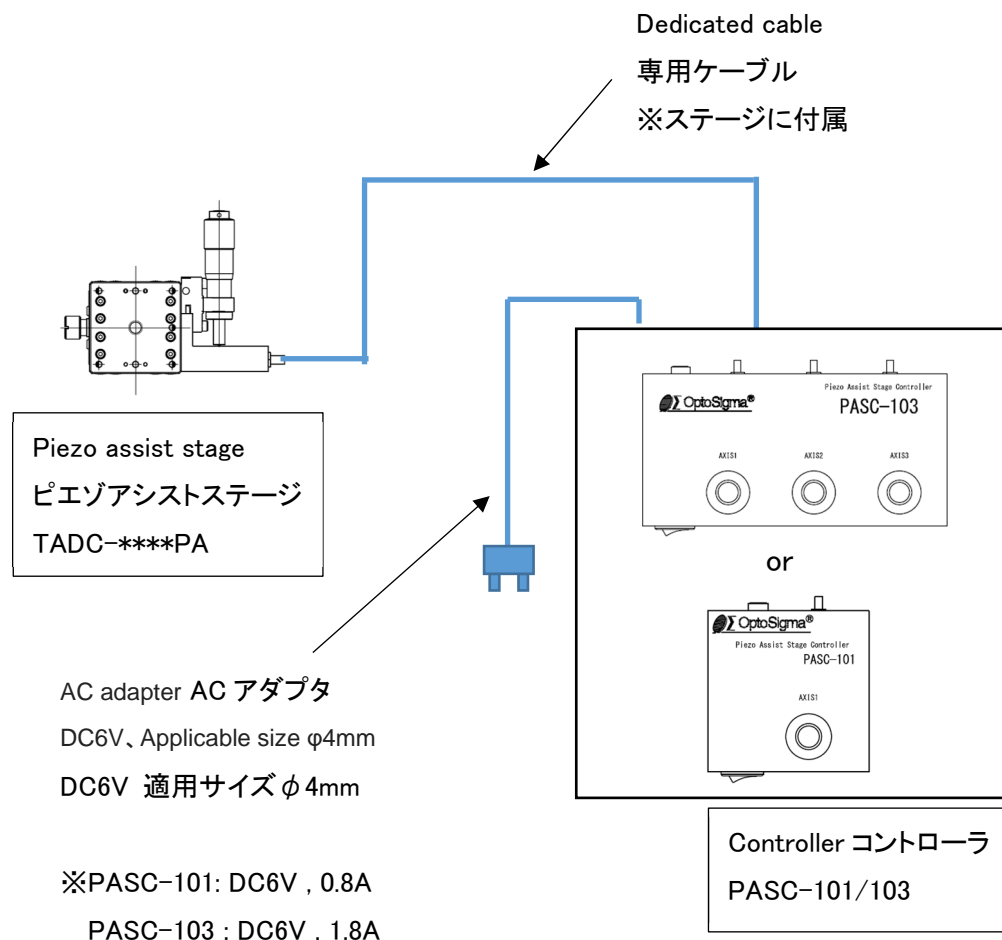 Dedicated cable
専用ケーブル
※ステージに付属
Piezo assist stage
ピエゾアシストステージ
TADC-****PA
OptoSigma®
Piezo Assist Stage Controller
PASC-103
AXIS1 AXIS2 AXIS3
or
OptoSigma®
Piezo Assist Stage Controller
PASC-101
AXIS1
AC adapter AC アダプタ
DC6V、Applicable size φ4mm
DC6V 適用サイズφ4mm
※PASC-101: DC6V , 0.8A
PASC-103 : DC6V , 1.8A
Controller コントローラ
PASC-101/103